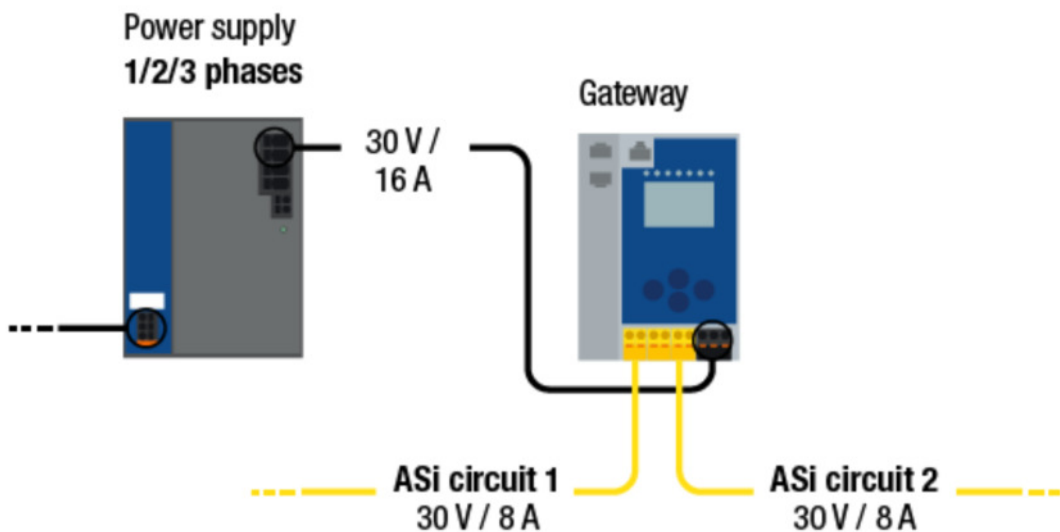 Power supply
1/2/3 phases
Gateway
30 V /
16 A
ASi circuit 1
30 V / 8 A
ASi circuit 2
30 V / 8 A